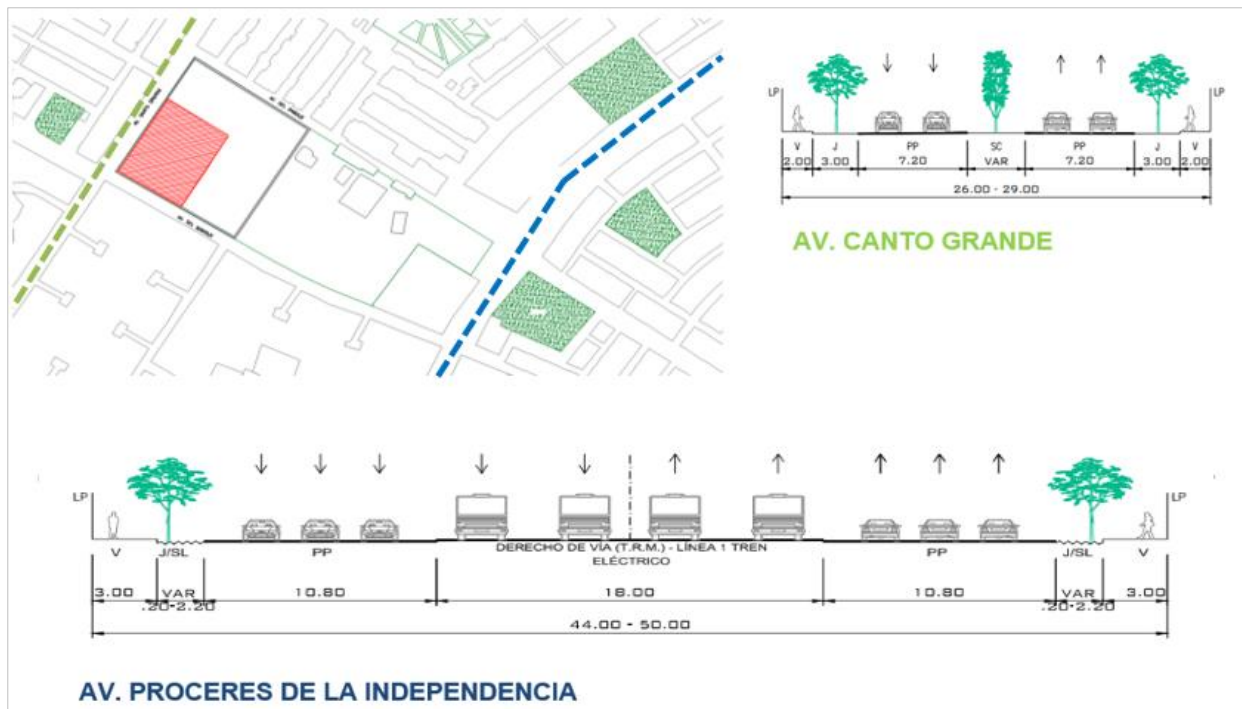 LP
LP
V
J
PP
SC
PP
J
V
2.00
3.00
7.20
VAR
7.20
3.00
2.00
26.00 - 29.00
AV. CANTO GRANDE
LP
LP
V
J/SL
PP
DERECHO DE VÍA (T.R.M.) - LÍNEA 1 TREN
ELÉCTRICO
PP
J/SL
V
3.00
VAR
.20-2.20
10.80
18.00
10.80
VAR
.20-2.20
3.00
44.00 - 50.00
AV. PROCERES DE LA INDEPENDENCIA